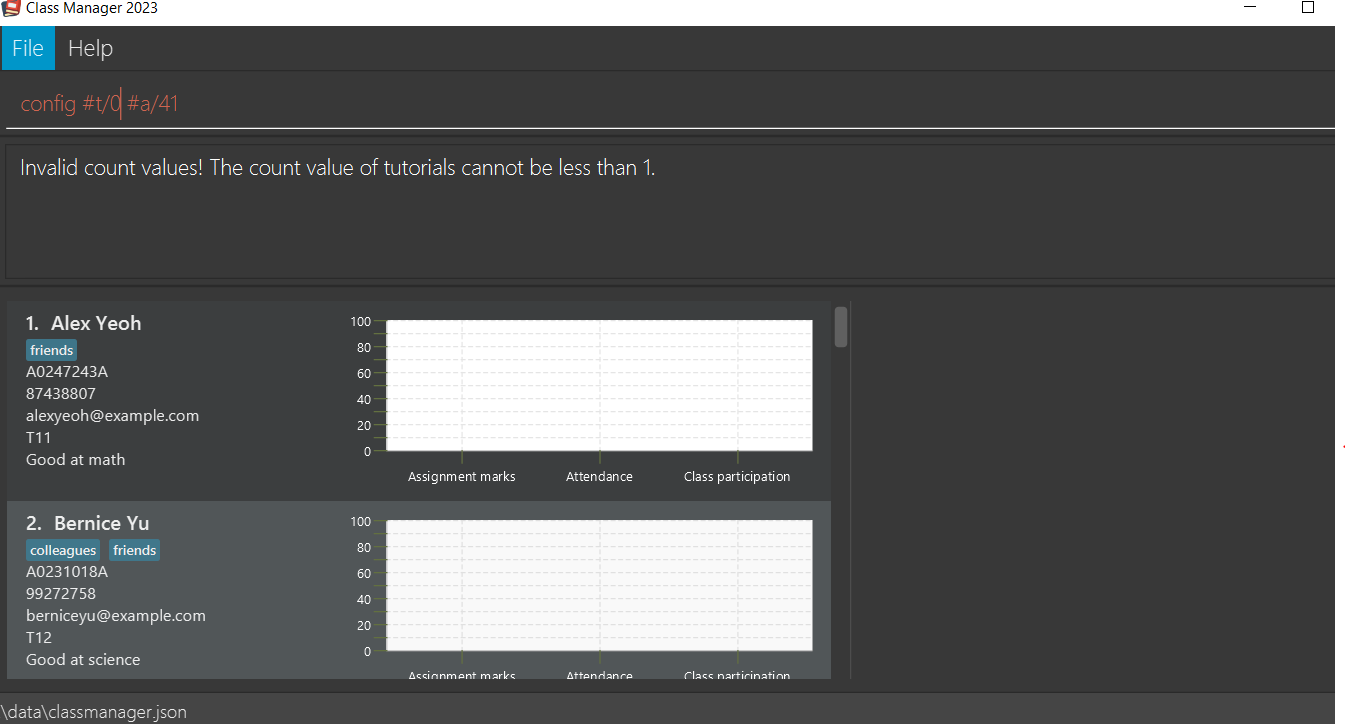 Class Manager 2023
File Help
config #t/0 #a/41
Invalid count values! The count value of tutorials cannot be less than 1.
1. Alex Yeoh
friends
A0247243A
87438807
alexyeoh@example.com
T11
Good at math
100
80
60
40
20
0
Assignment marks Attendance Class participation
2. Bernice Yu
colleagues friends
A0231018A
99272758
berniceyu@example.com
T12
Good at science
100
80
60
40
20
0
Assignment marks Attendance Class participation
\data\classmanager.json